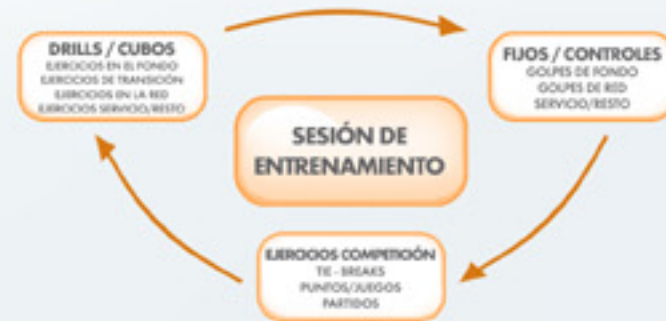 DRILLS / CUBOS
EJERCICIOS EN EL FONDO
EJERCICIOS DE TRANSICIÓN
EJERCICIOS EN LA RED
EJERCICIOS SERVICIO/RESTO
FIJOS / CONTROLES
GOLPES DE FONDO
GOLPES DE RED
SERVICIO/RESTO
SESIÓN DE
ENTRENAMIENTO
EJERCICIOS COMPETICIÓN
TIE - BREAKS
PUNTOS/JUEGOS
PARTIDOS